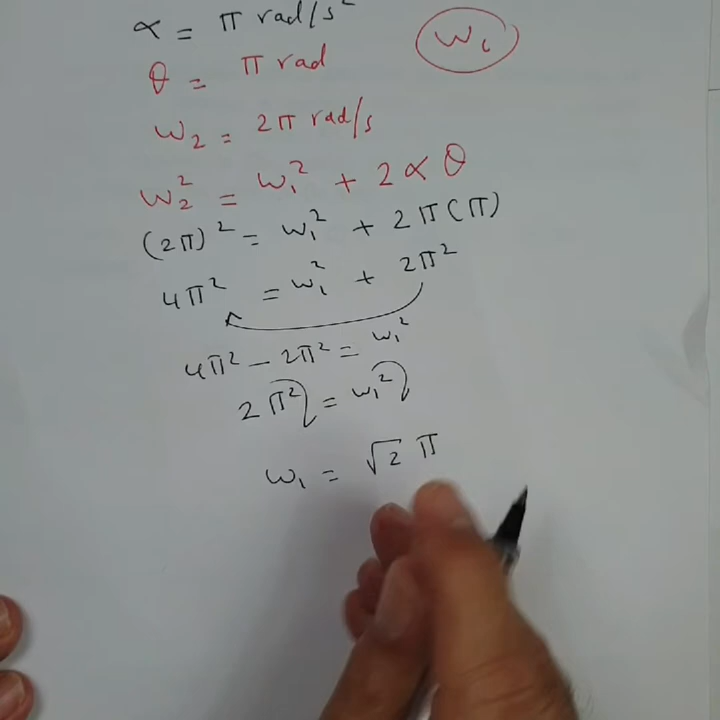 α = π rad/s²
ω₁
θ = π rad
ω₂ = 2π rad/s
ω₂² = ω₁² + 2αθ
(2π)² = ω₁² + 2π(π)
4π² = ω₁² + 2π²
4π² − 2π² = ω₁²
2π² = ω₁²
ω₁ = √2 π